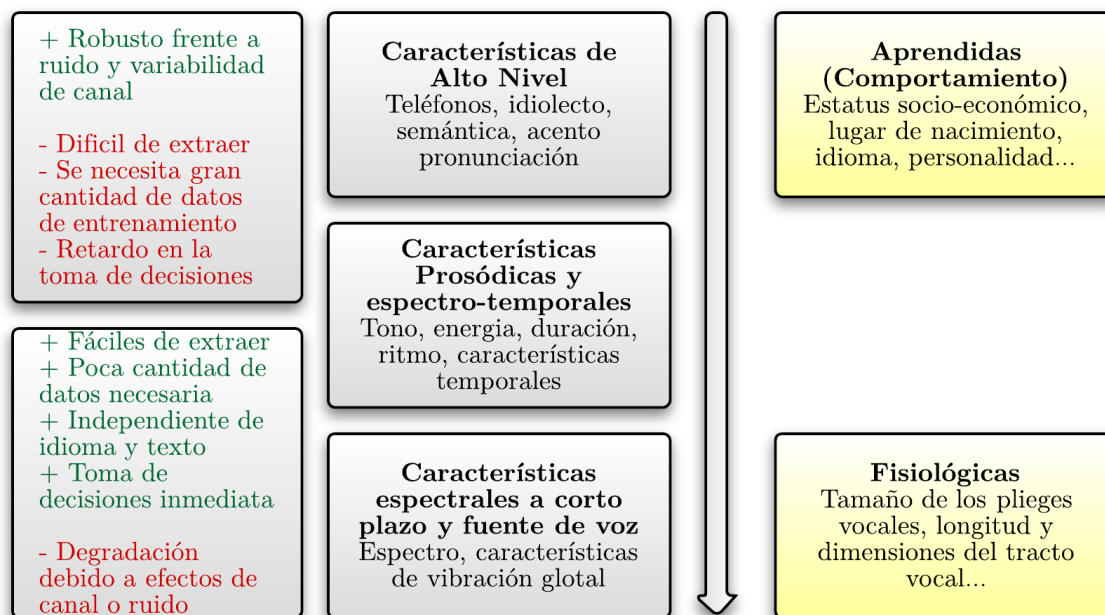 + Robusto frente a
ruido y variabilidad
de canal
- Dificil de extraer
- Se necesita gran
cantidad de datos
de entrenamiento
- Retardo en la
toma de decisiones
+ Fáciles de extraer
+ Poca cantidad de
datos necesaria
+ Independiente de
idioma y texto
+ Toma de
decisiones inmediata
- Degradación
debido a efectos de
canal o ruido
Características de
Alto Nivel
Teléfonos, idiolecto,
semántica, acento
pronunciación
Características
Prosódicas y
espectro-temporales
Tono, energia, duración,
ritmo, características
temporales
Características
espectrales a corto
plazo y fuente de voz
Espectro, características
de vibración glotal
Aprendidas
(Comportamiento)
Estatus socio-económico,
lugar de nacimiento,
idioma, personalidad...
Fisiológicas
Tamaño de los plieges
vocales, longitud y
dimensiones del tracto
vocal...